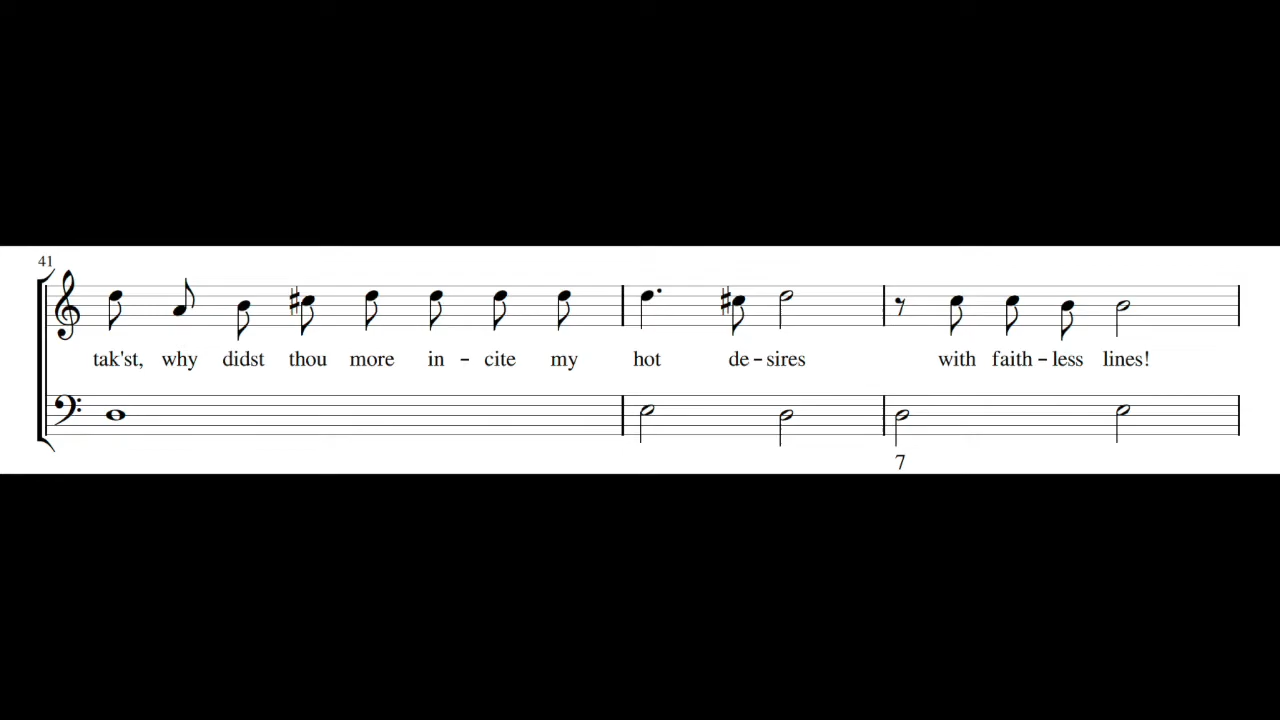 41
tak'st, why didst thou more in - cite my hot de - sires with faith - less lines!
7